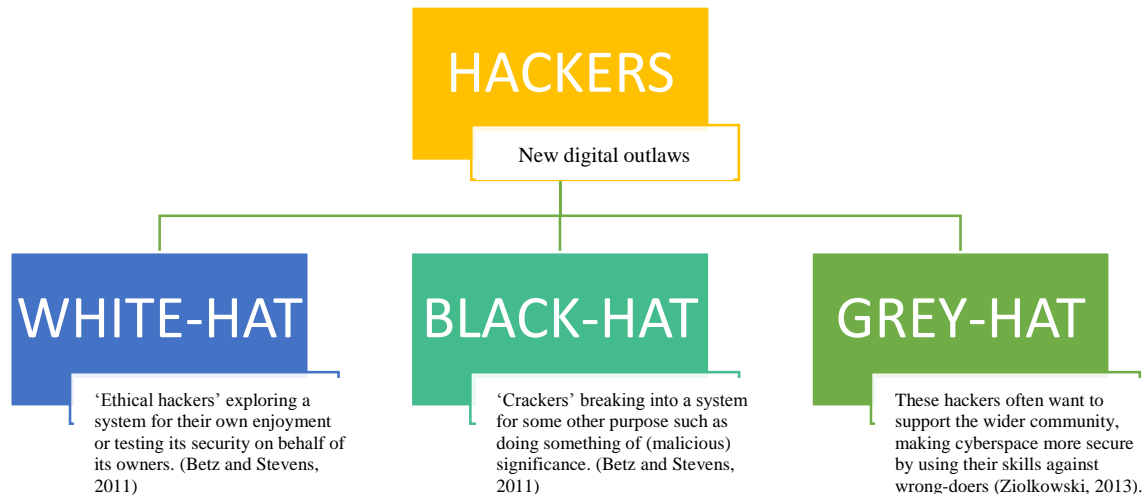 HACKERS
New digital outlaws
WHITE-HAT
‘Ethical hackers’ exploring a
system for their own enjoyment
or testing its security on behalf of
its owners. (Betz and Stevens,
2011)
BLACK-HAT
‘Crackers’ breaking into a system
for some other purpose such as
doing something of (malicious)
significance. (Betz and Stevens,
2011)
GREY-HAT
These hackers often want to
support the wider community,
making cyberspace more secure
by using their skills against
wrong-doers (Ziolkowski, 2013).